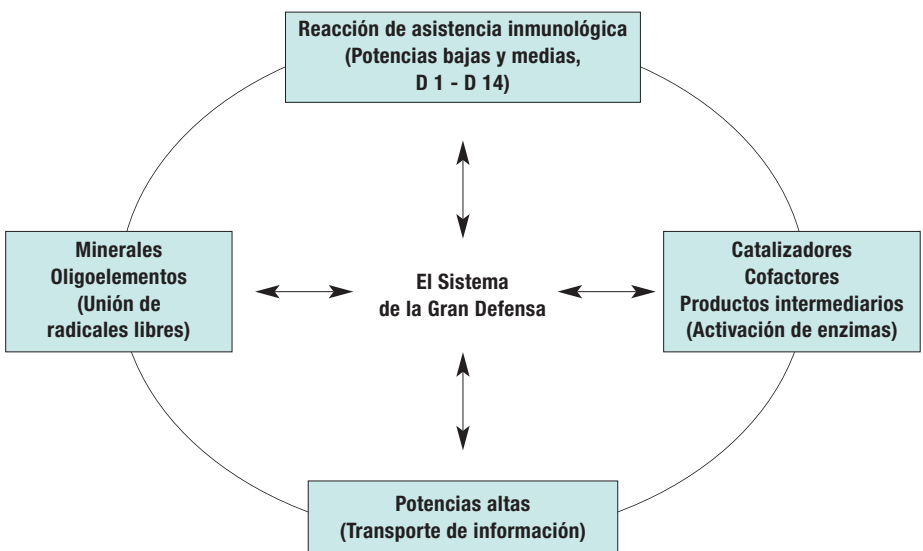 Reacción de asistencia inmunológica
(Potencias bajas y medias,
D 1 - D 14)
Minerales
Oligoelementos
(Unión de
radicales libres)
El Sistema
de la Gran Defensa
Catalizadores
Cofactores
Productos intermediarios
(Activación de enzimas)
Potencias altas
(Transporte de información)